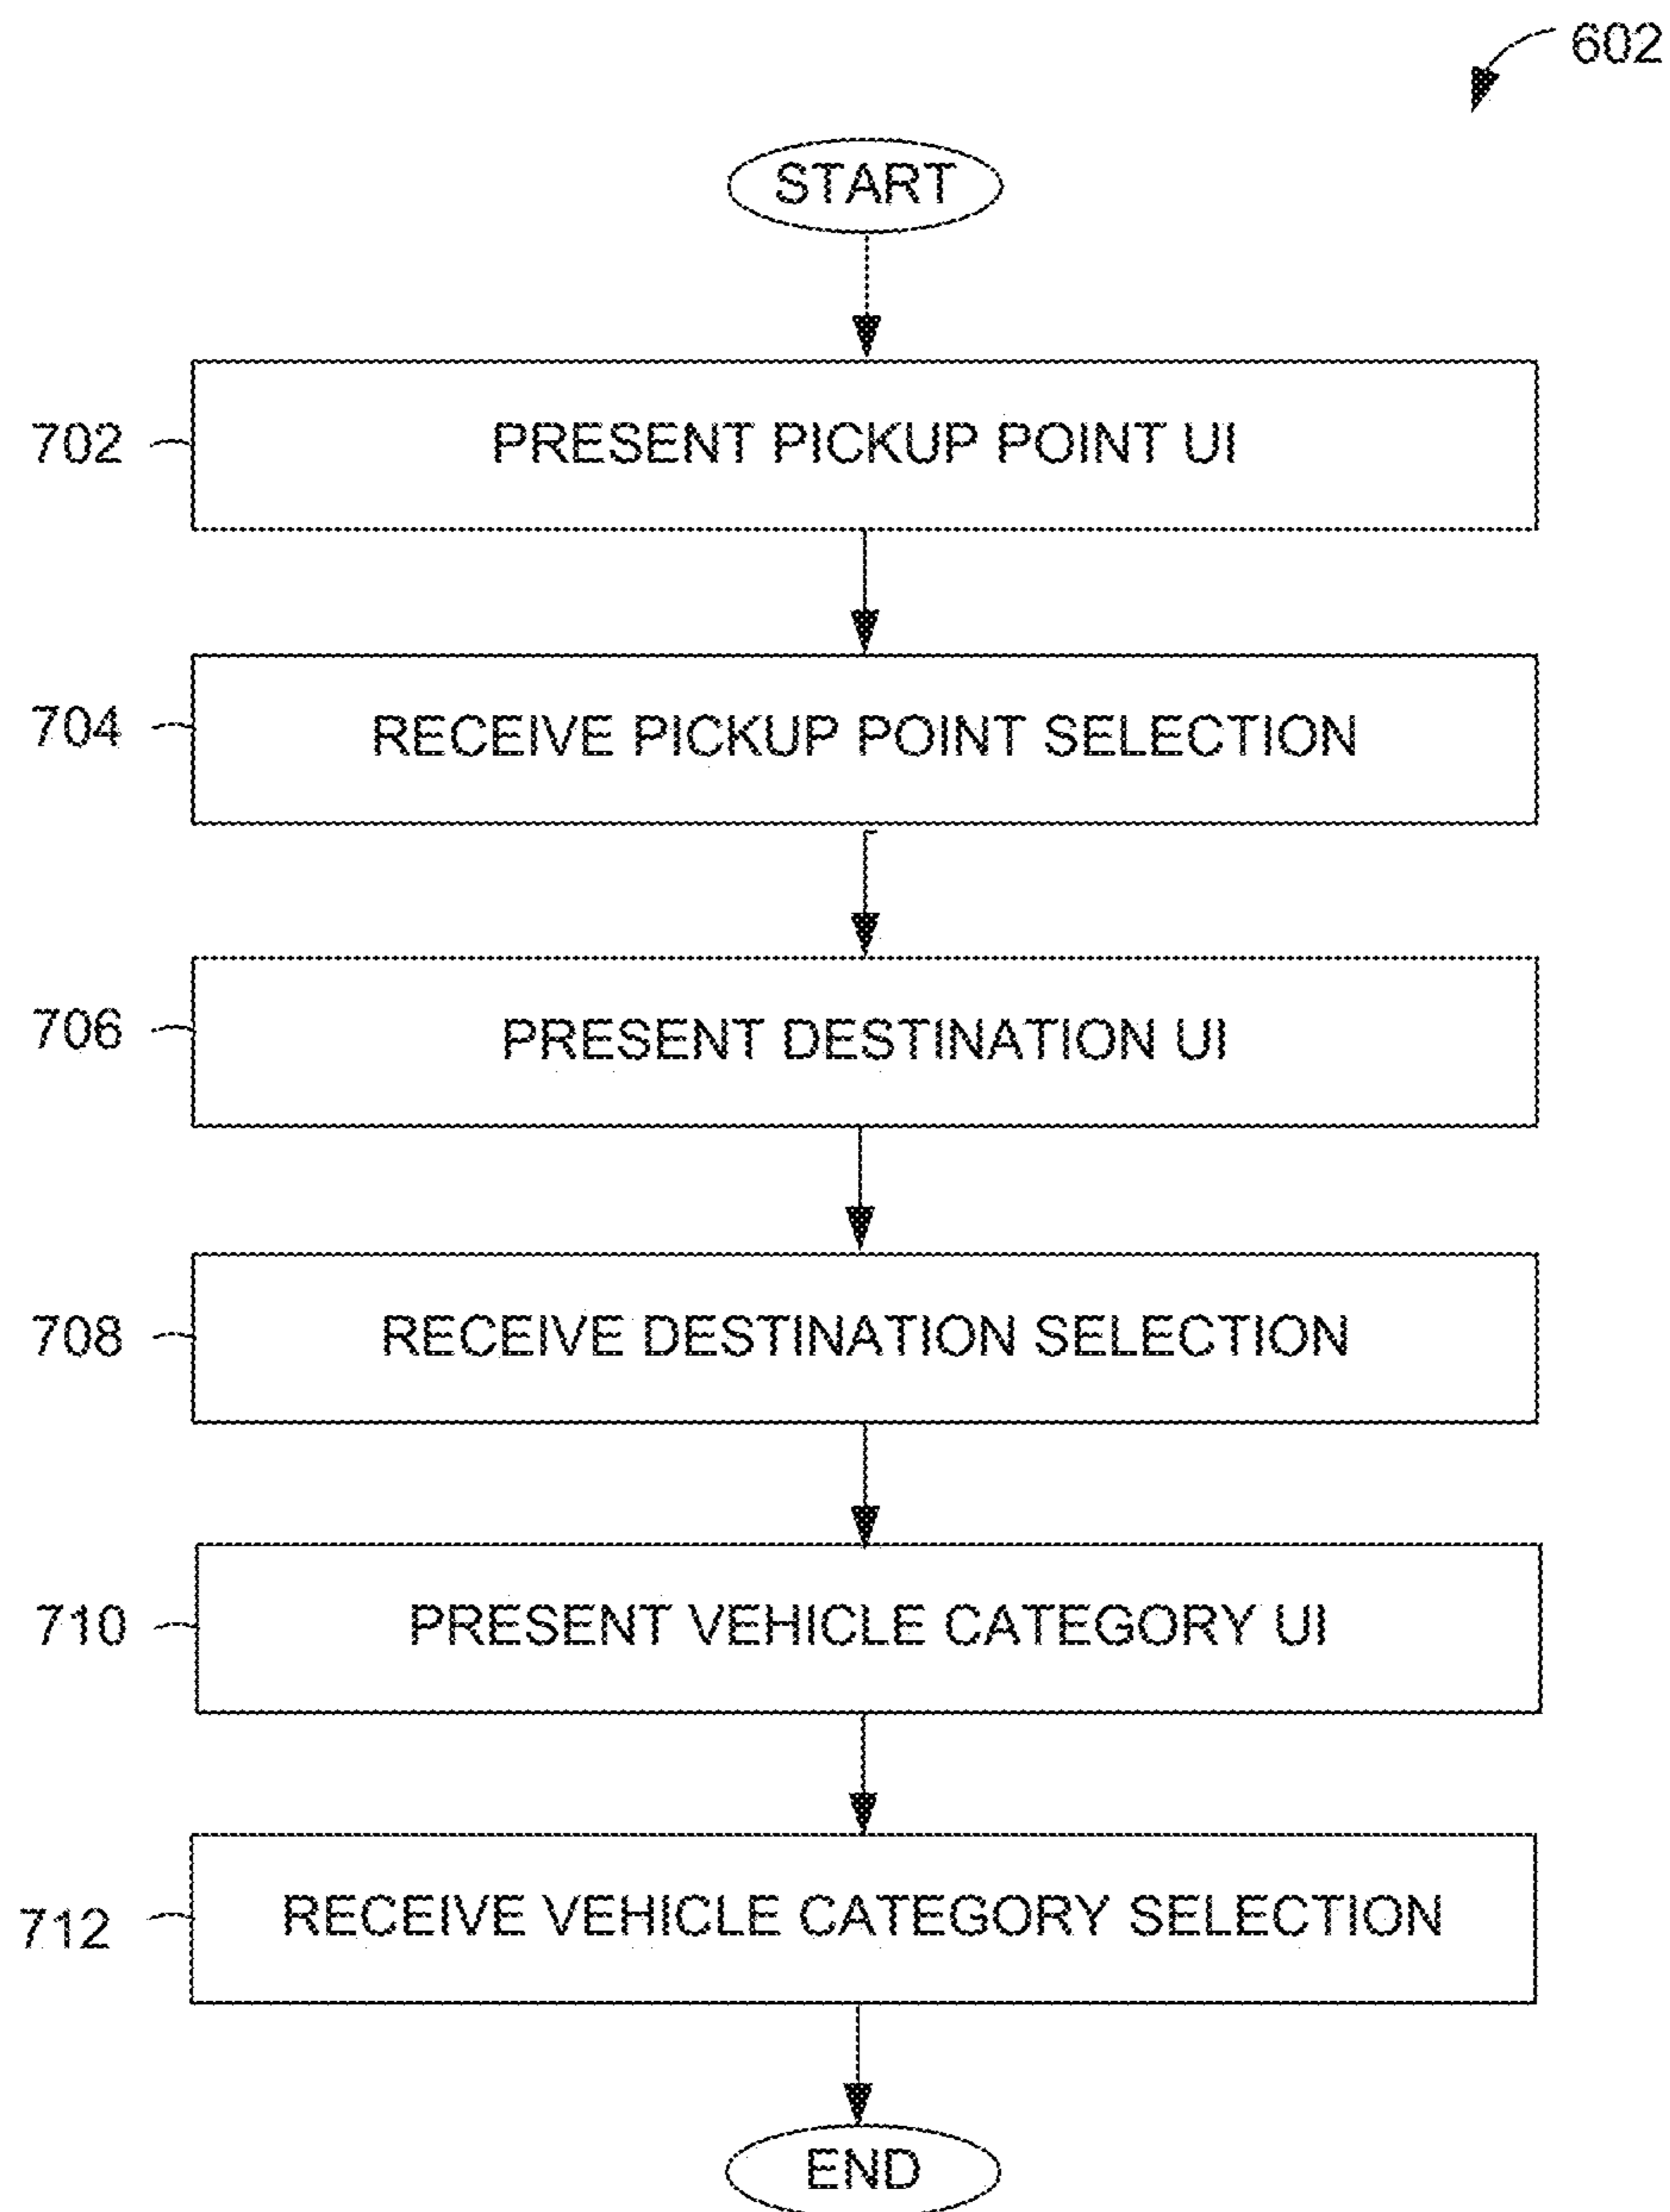 602
START
702 PRESENT PICKUP POINT UI
704 RECEIVE PICKUP POINT SELECTION
706 PRESENT DESTINATION UI
708 RECEIVE DESTINATION SELECTION
710 PRESENT VEHICLE CATEGORY UI
712 RECEIVE VEHICLE CATEGORY SELECTION
END